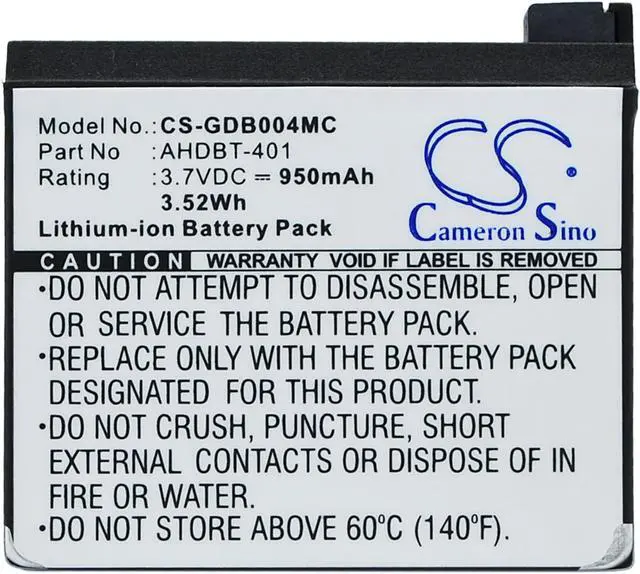 Model No.: CS-GDB004MC
Part No : AHDBT-401
Rating : 3.7VDC ⎓ 950mAh
3.52Wh
Lithium-ion Battery Pack
CS
Cameron Sino
CAUTION WARRANTY VOID IF LABEL IS REMOVED
•DO NOT ATTEMPT TO DISASSEMBLE, OPEN
OR SERVICE THE BATTERY PACK.
•REPLACE ONLY WITH THE BATTERY PACK
DESIGNATED FOR THIS PRODUCT.
•DO NOT CRUSH, PUNCTURE, SHORT
EXTERNAL CONTACTS OR DISPOSE OF IN
FIRE OR WATER.
•DO NOT STORE ABOVE 60°C (140°F).